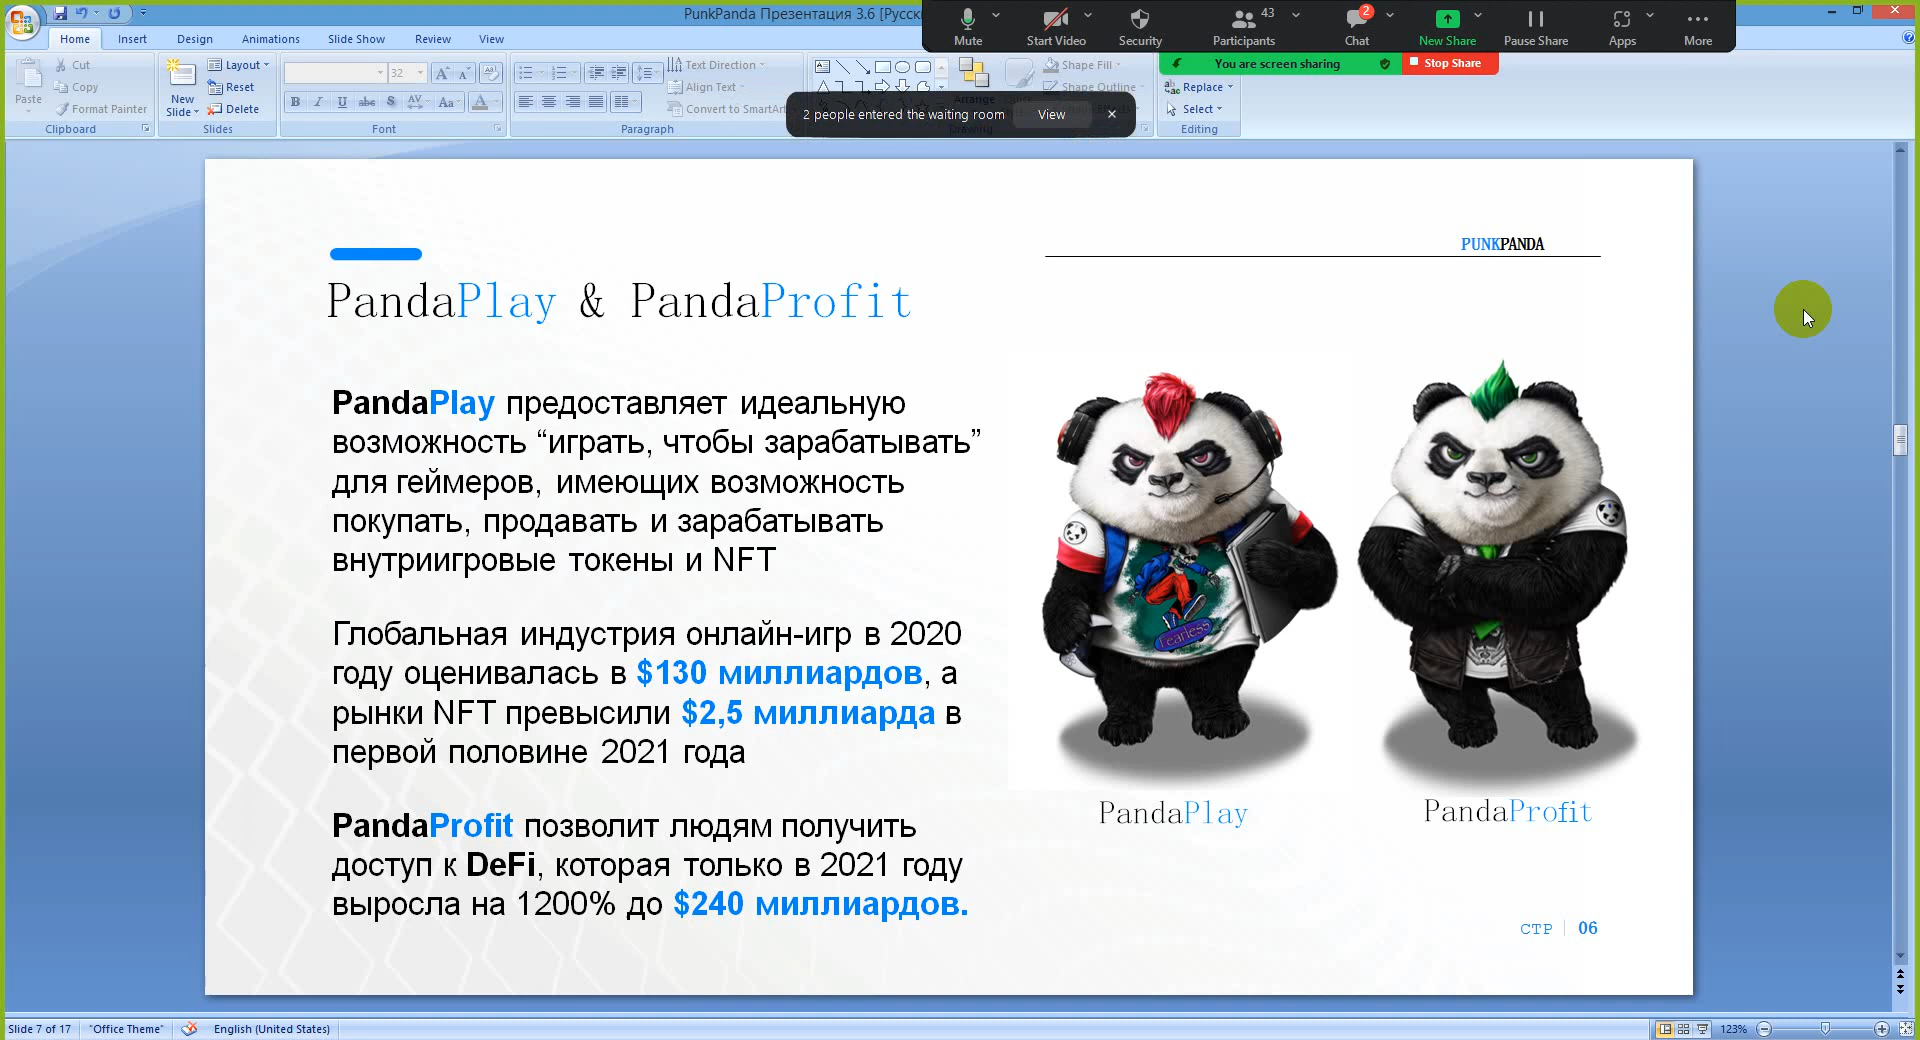 PunkPanda Презентация 3.6 [Русск
Mute
Start Video
Security
Participants
43
Chat
2
New Share
Pause Share
Apps
More
You are screen sharing
Stop Share
2 people entered the waiting room
View
Home
Insert
Design
Animations
Slide Show
Review
View
Paste
Cut
Copy
Format Painter
Clipboard
New
Slide
Layout
Reset
Delete
Slides
32
Font
Text Direction
Align Text
Convert to SmartArt
Paragraph
Arrange
Shape Fill
Shape Outline
Drawing
Replace
Select
Editing
PUNKPANDA
PandaPlay & PandaProfit
PandaPlay предоставляет идеальную
возможность “играть, чтобы зарабатывать”
для геймеров, имеющих возможность
покупать, продавать и зарабатывать
внутриигровые токены и NFT
Глобальная индустрия онлайн-игр в 2020
году оценивалась в $130 миллиардов, а
рынки NFT превысили $2,5 миллиарда в
первой половине 2021 года
PandaProfit позволит людям получить
доступ к DeFi, которая только в 2021 году
выросла на 1200% до $240 миллиардов.
Fearless
PandaPlay
PandaProfit
СТР | 06
Slide 7 of 17
"Office Theme"
English (United States)
123%